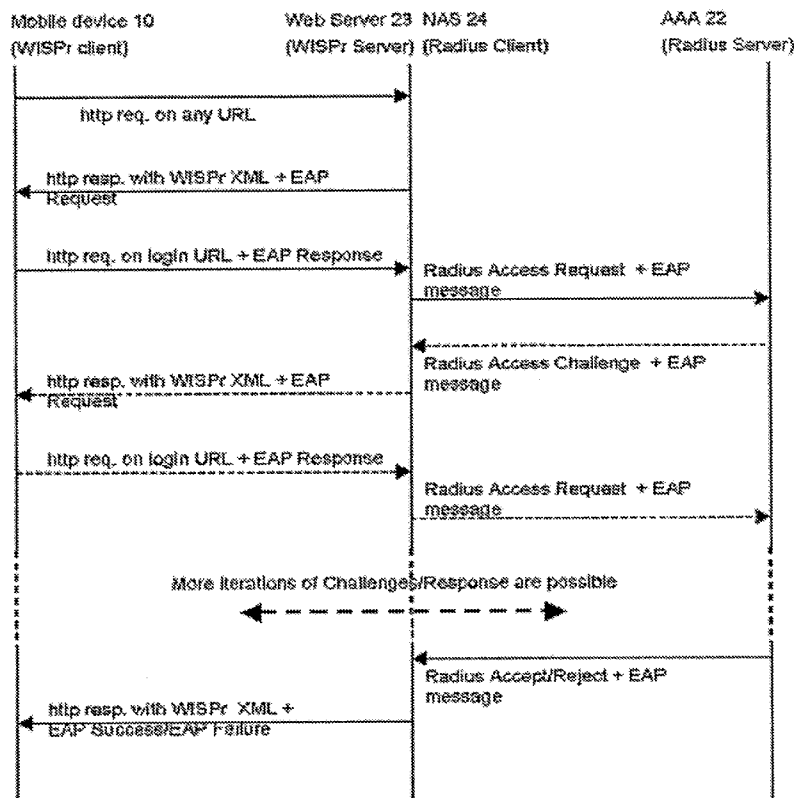 Mobile device 10
(WISPr client)
Web Server 23
(WISPr Server)
NAS 24
(Radius Client)
AAA 22
(Radius Server)
http req. on any URL
http resp. with WISPr XML + EAP
Request
http req. on login URL + EAP Response
Radius Access Request + EAP
message
Radius Access Challenge + EAP
message
http resp. with WISPr XML + EAP
Request
http req. on login URL + EAP Response
Radius Access Request + EAP
message
More iterations of Challenges/Response are possible
Radius Accept/Reject + EAP
message
http resp. with WISPr XML +
EAP Success/EAP Failure